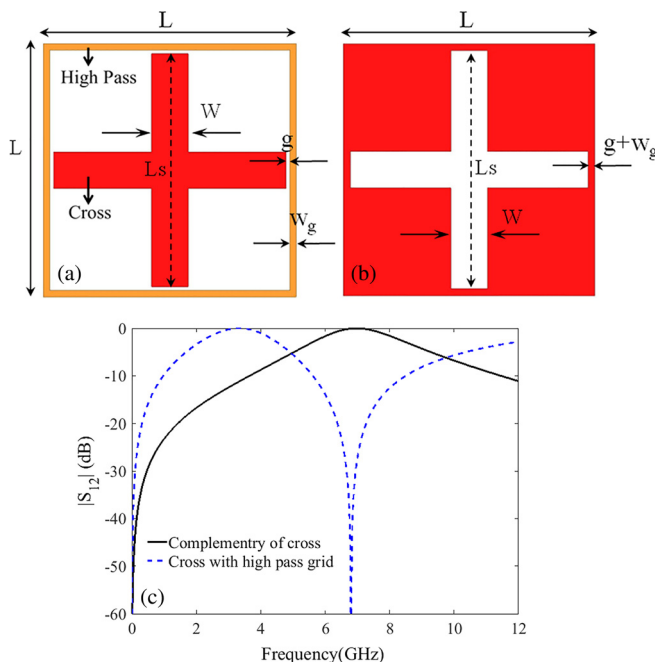 L
L
High Pass
W
g
Ls
Cross
Wg
(a)
L
Ls
g+Wg
W
(b)
0
-10
-20
-30
-40
-50
-60
|S12| (dB)
Complementry of cross
Cross with high pass grid
(c)
0 2 4 6 8 10 12
Frequency(GHz)